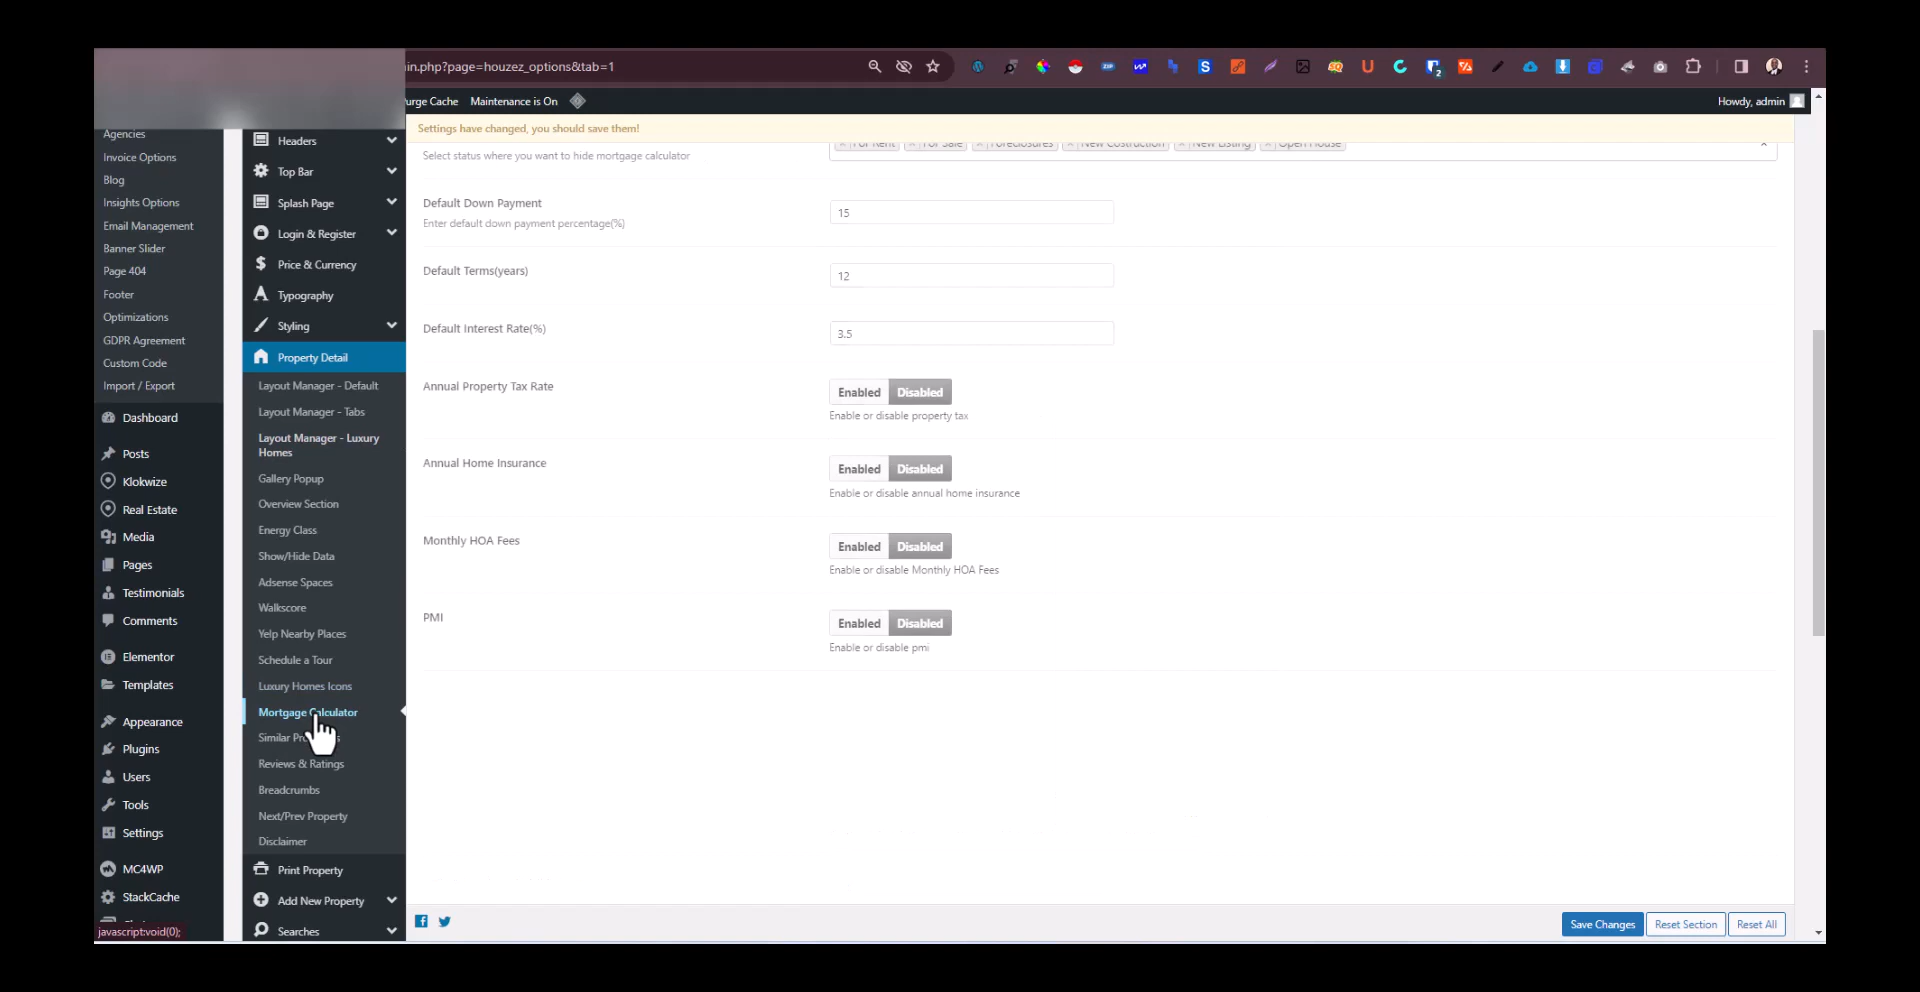 in.php?page=houzez_options&tab=1
urge Cache Maintenance is On
Howdy, admin
Agencies
Invoice Options
Blog
Insights Options
Email Management
Banner Slider
Page 404
Footer
Optimizations
GDPR Agreement
Custom Code
Import / Export
Dashboard
Posts
Klokwize
Real Estate
Media
Pages
Testimonials
Comments
Elementor
Templates
Appearance
Plugins
Users
Tools
Settings
MC4WP
StackCache
javascript:void(0);
Headers
Top Bar
Splash Page
Login & Register
Price & Currency
Typography
Styling
Property Detail
Layout Manager - Default
Layout Manager - Tabs
Layout Manager - Luxury
Homes
Gallery Popup
Overview Section
Energy Class
Show/Hide Data
Adsense Spaces
Walkscore
Yelp Nearby Places
Schedule a Tour
Luxury Homes Icons
Mortgage Calculator
Similar
Reviews & Ratings
Breadcrumbs
Next/Prev Property
Disclaimer
Print Property
Add New Property
Searches
Settings have changed, you should save them!
Select status where you want to hide mortgage calculator
× For Rent × For Sale × Foreclosures × New Costruction × New Listing × Open House
Default Down Payment
Enter default down payment percentage(%)
15
Default Terms(years)
12
Default Interest Rate(%)
3.5
Annual Property Tax Rate
Enabled Disabled
Enable or disable property tax
Annual Home Insurance
Enabled Disabled
Enable or disable annual home insurance
Monthly HOA Fees
Enabled Disabled
Enable or disable Monthly HOA Fees
PMI
Enabled Disabled
Enable or disable pmi
Save Changes Reset Section Reset All